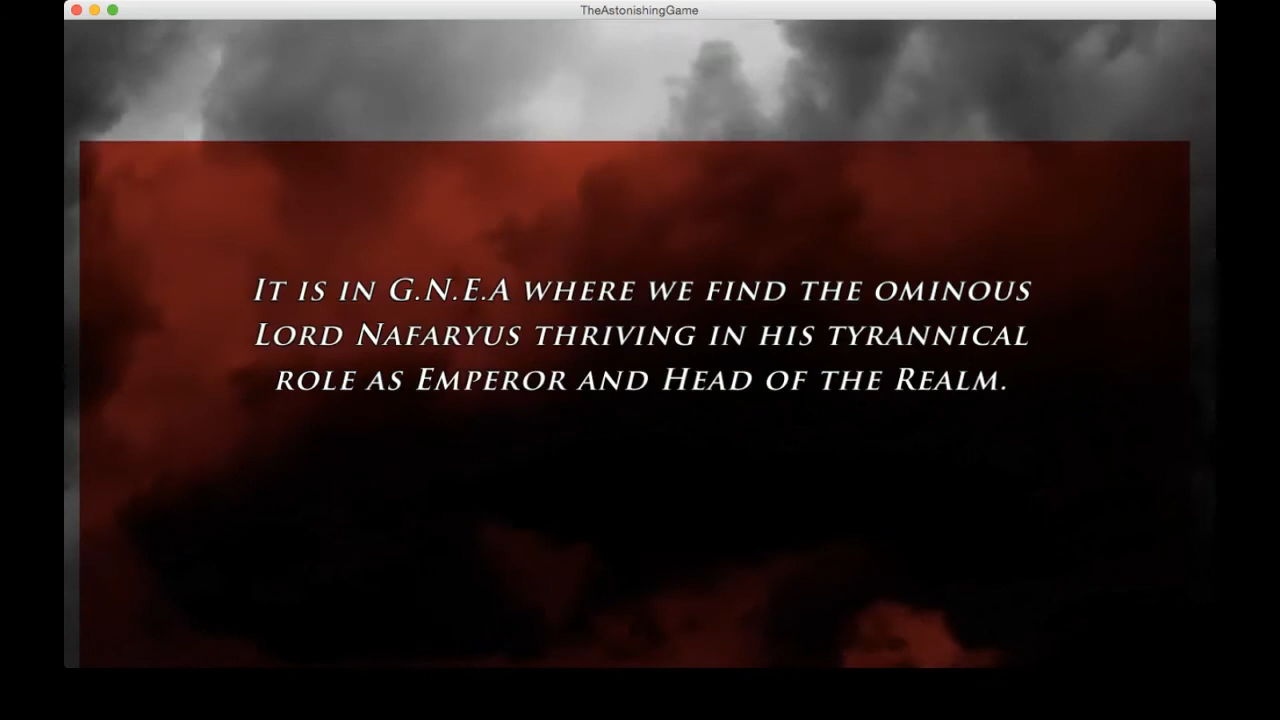 TheAstonishingGame
It is in G.N.E.A where we find the ominous
Lord Nafaryus thriving in his tyrannical
role as Emperor and Head of the Realm.